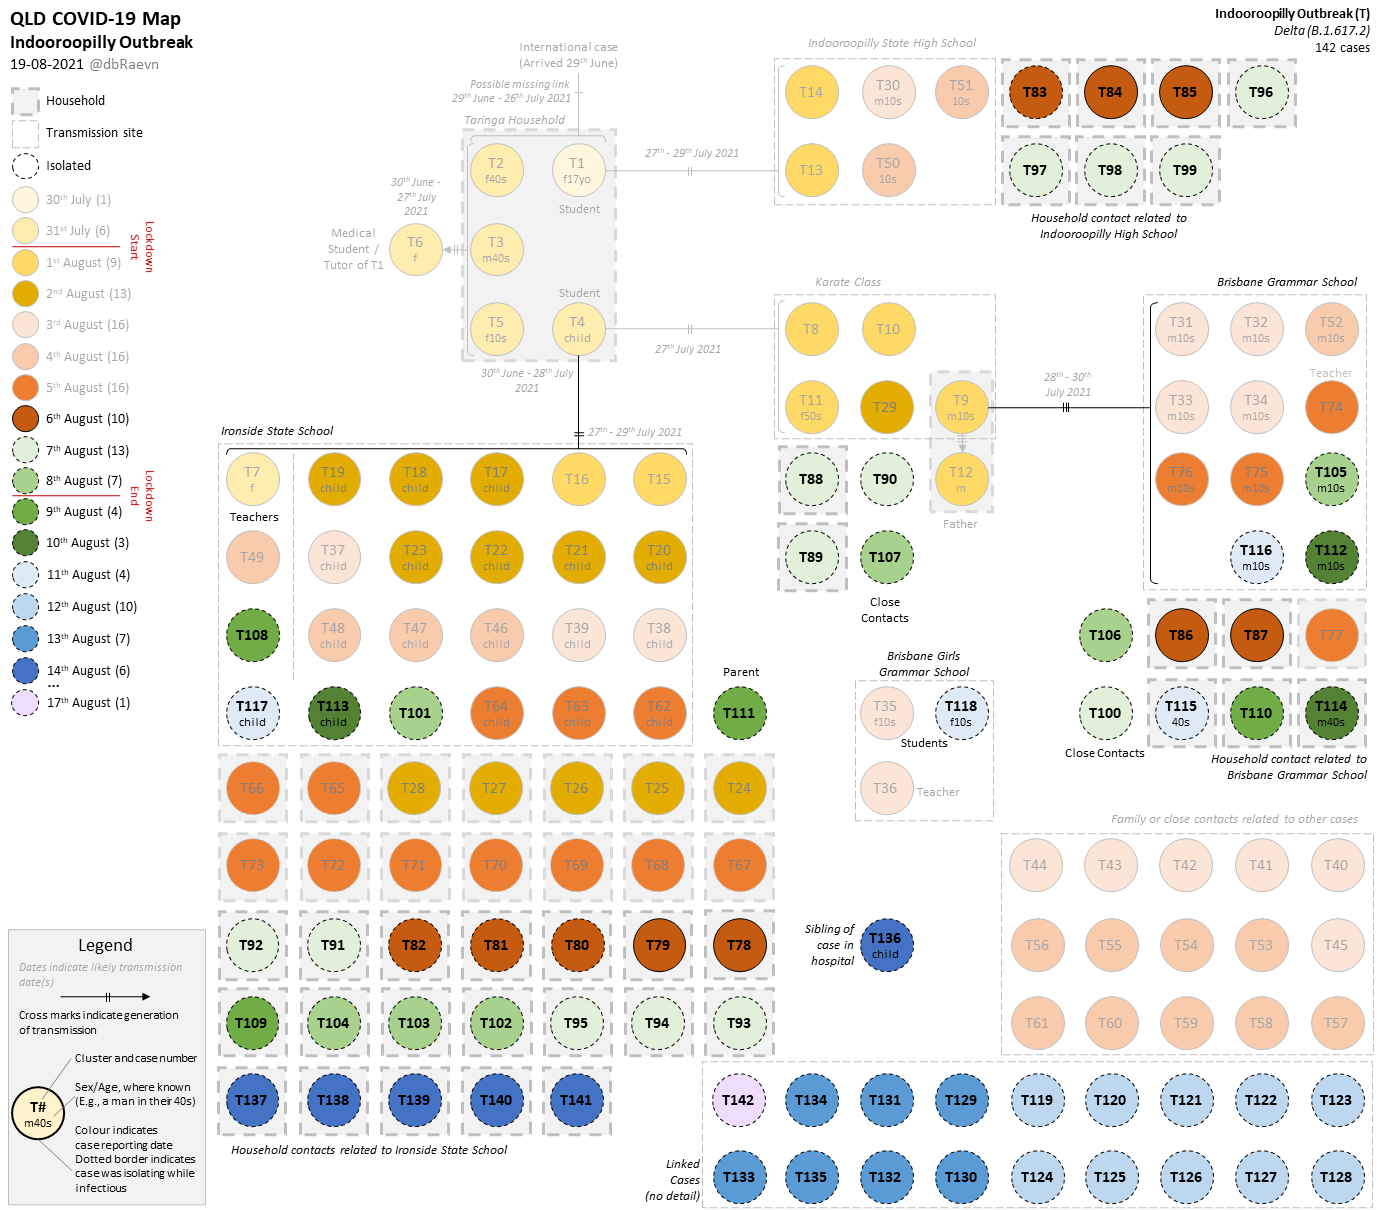 QLD COVID-19 Map
Indooroopilly Outbreak
19-08-2021 @dbRaevn
Household
Transmission site
Isolated
30th July (1)
31st July (6)
Lockdown Start
1st August (9)
2nd August (13)
3rd August (16)
4th August (16)
5th August (16)
6th August (10)
7th August (13)
8th August (7)
Lockdown End
9th August (4)
10th August (3)
11th August (4)
12th August (10)
13th August (7)
14th August (6)
...
17th August (1)
Indooroopilly Outbreak (T)
Delta (B.1.617.2)
142 cases
International case
(Arrived 29th June)
Possible missing link
29th June - 26th July 2021
Taringa Household
T2
f40s
T1
f17yo
Student
30th June -
27th July
2021
Medical
Student /
Tutor of T1
T6
f
T3
m40s
Student
T5
f10s
T4
child
27th - 29th July 2021
Indooroopilly State High School
T14
T30
m10s
T51
10s
T13
T50
10s
T83
T84
T85
T96
T97
T98
T99
Household contact related to
Indooroopilly High School
27th July 2021
Karate Class
T8
T10
T11
f50s
T29
T9
m10s
T12
m
Father
T88
T90
T89
T107
Close
Contacts
28th - 30th
July 2021
Brisbane Grammar School
T31
m10s
T32
m10s
T52
m10s
Teacher
T33
m10s
T34
m10s
T74
T76
m10s
T75
m10s
T105
m10s
T116
m10s
T112
m10s
T106
T86
T87
T77
T100
T115
40s
T110
T114
m40s
Close Contacts
Household contact related to
Brisbane Grammar School
30th June - 28th July
2021
27th - 29th July 2021
Ironside State School
T7
f
Teachers
T19
child
T18
child
T17
child
T16
T15
T49
T37
child
T23
child
T22
child
T21
child
T20
child
T108
T48
child
T47
child
T46
child
T39
child
T38
child
T117
child
T113
child
T101
T64
child
T63
child
T62
child
Parent
T111
Brisbane Girls
Grammar School
T35
f10s
T118
f10s
Students
T36
Teacher
T66
T65
T28
T27
T26
T25
T24
T73
T72
T71
T70
T69
T68
T67
T92
T91
T82
T81
T80
T79
T78
T109
T104
T103
T102
T95
T94
T93
T137
T138
T139
T140
T141
Household contacts related to Ironside State School
Sibling of
case in
hospital
T136
child
Family or close contacts related to other cases
T44
T43
T42
T41
T40
T56
T55
T54
T53
T45
T61
T60
T59
T58
T57
Linked
Cases
(no detail)
T142
T134
T131
T129
T119
T120
T121
T122
T123
T133
T135
T132
T130
T124
T125
T126
T127
T128
Legend
Dates indicate likely transmission
date(s)
Cross marks indicate generation
of transmission
Cluster and case number
Sex/Age, where known
(E.g., a man in their 40s)
T#
m40s
Colour indicates
case reporting date
Dotted border indicates
case was isolating while
infectious